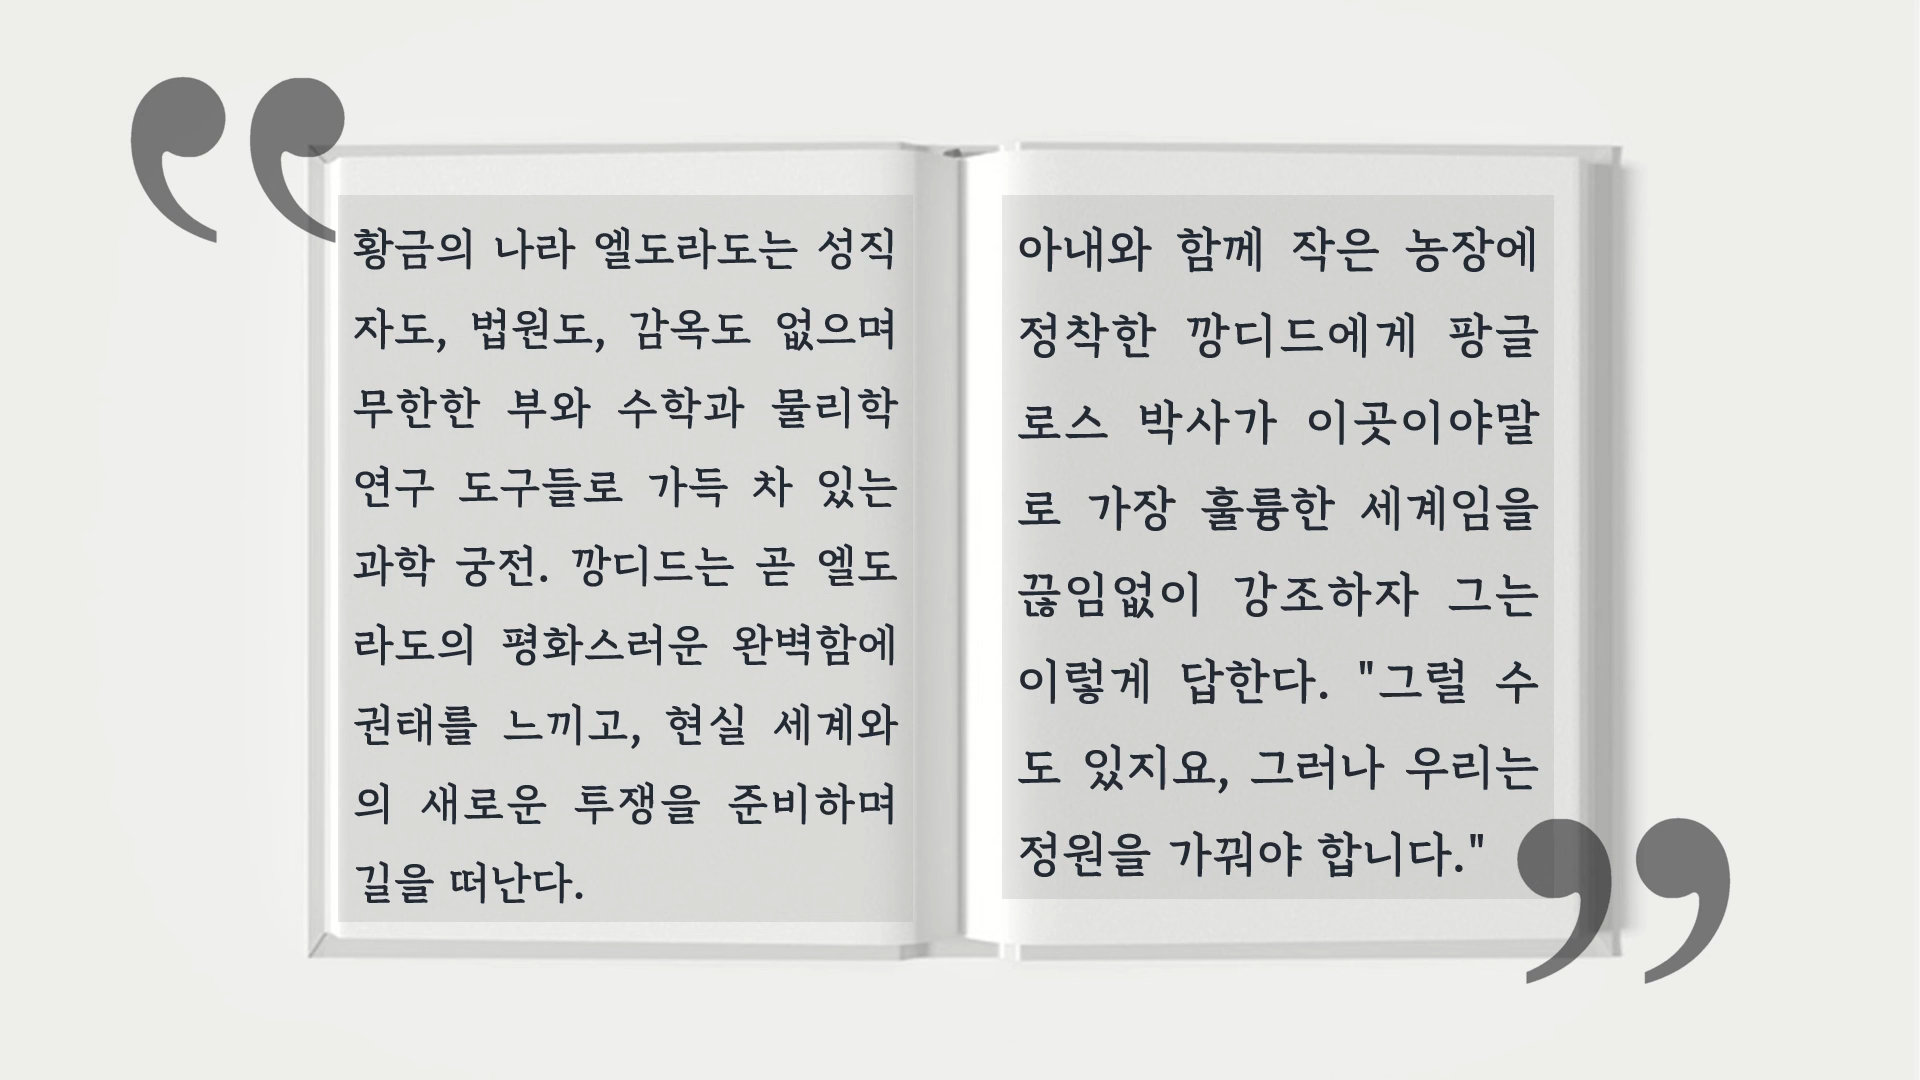 황금의 나라 엘도라도는 성직
자도, 법원도, 감옥도 없으며
무한한 부와 수학과 물리학
연구 도구들로 가득 차 있는
과학 궁전. 깡디드는 곧 엘도
라도의 평화스러운 완벽함에
권태를 느끼고, 현실 세계와
의 새로운 투쟁을 준비하며
길을 떠난다.
아내와 함께 작은 농장에
정착한 깡디드에게 팡글
로스 박사가 이곳이야말
로 가장 훌륭한 세계임을
끊임없이 강조하자 그는
이렇게 답한다. "그럴 수
도 있지요, 그러나 우리는
정원을 가꿔야 합니다."